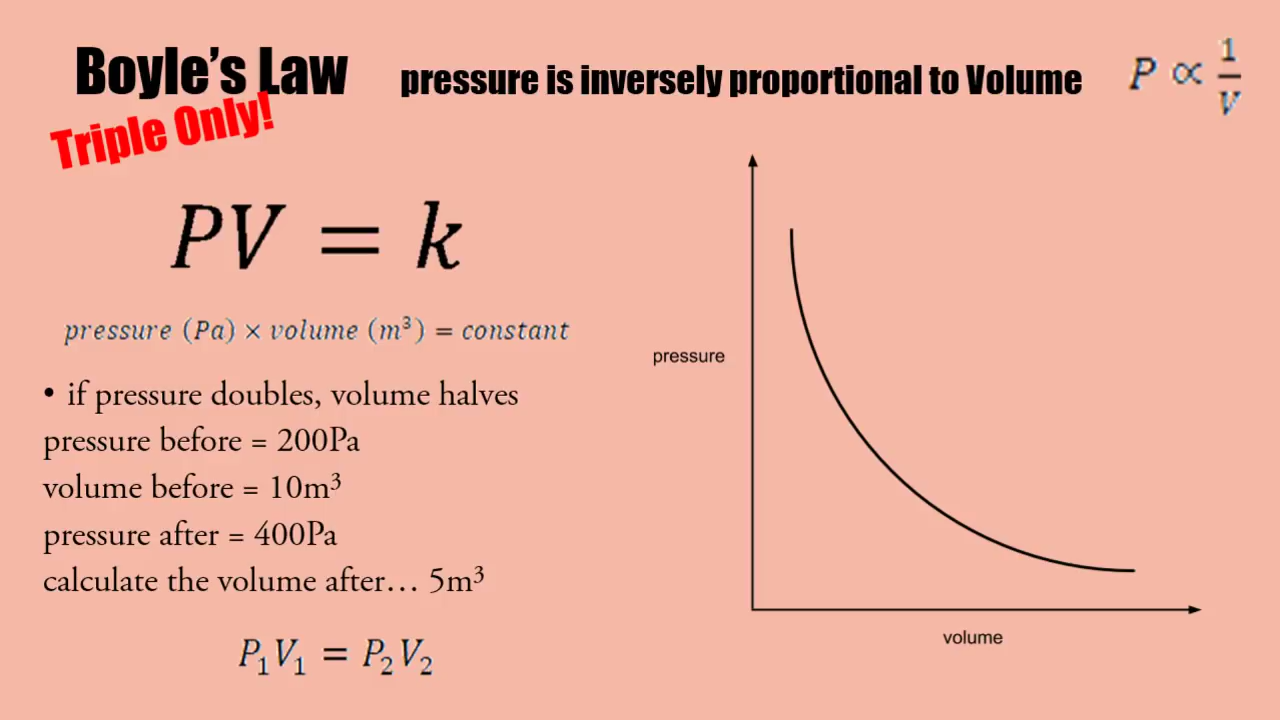 Boyle's Law
pressure is inversely proportional to Volume
P ∝ 1/V
Triple Only!
PV = k
pressure (Pa) × volume (m³) = constant
• if pressure doubles, volume halves
pressure before = 200Pa
volume before = 10m³
pressure after = 400Pa
calculate the volume after… 5m³
P₁V₁ = P₂V₂
pressure
volume